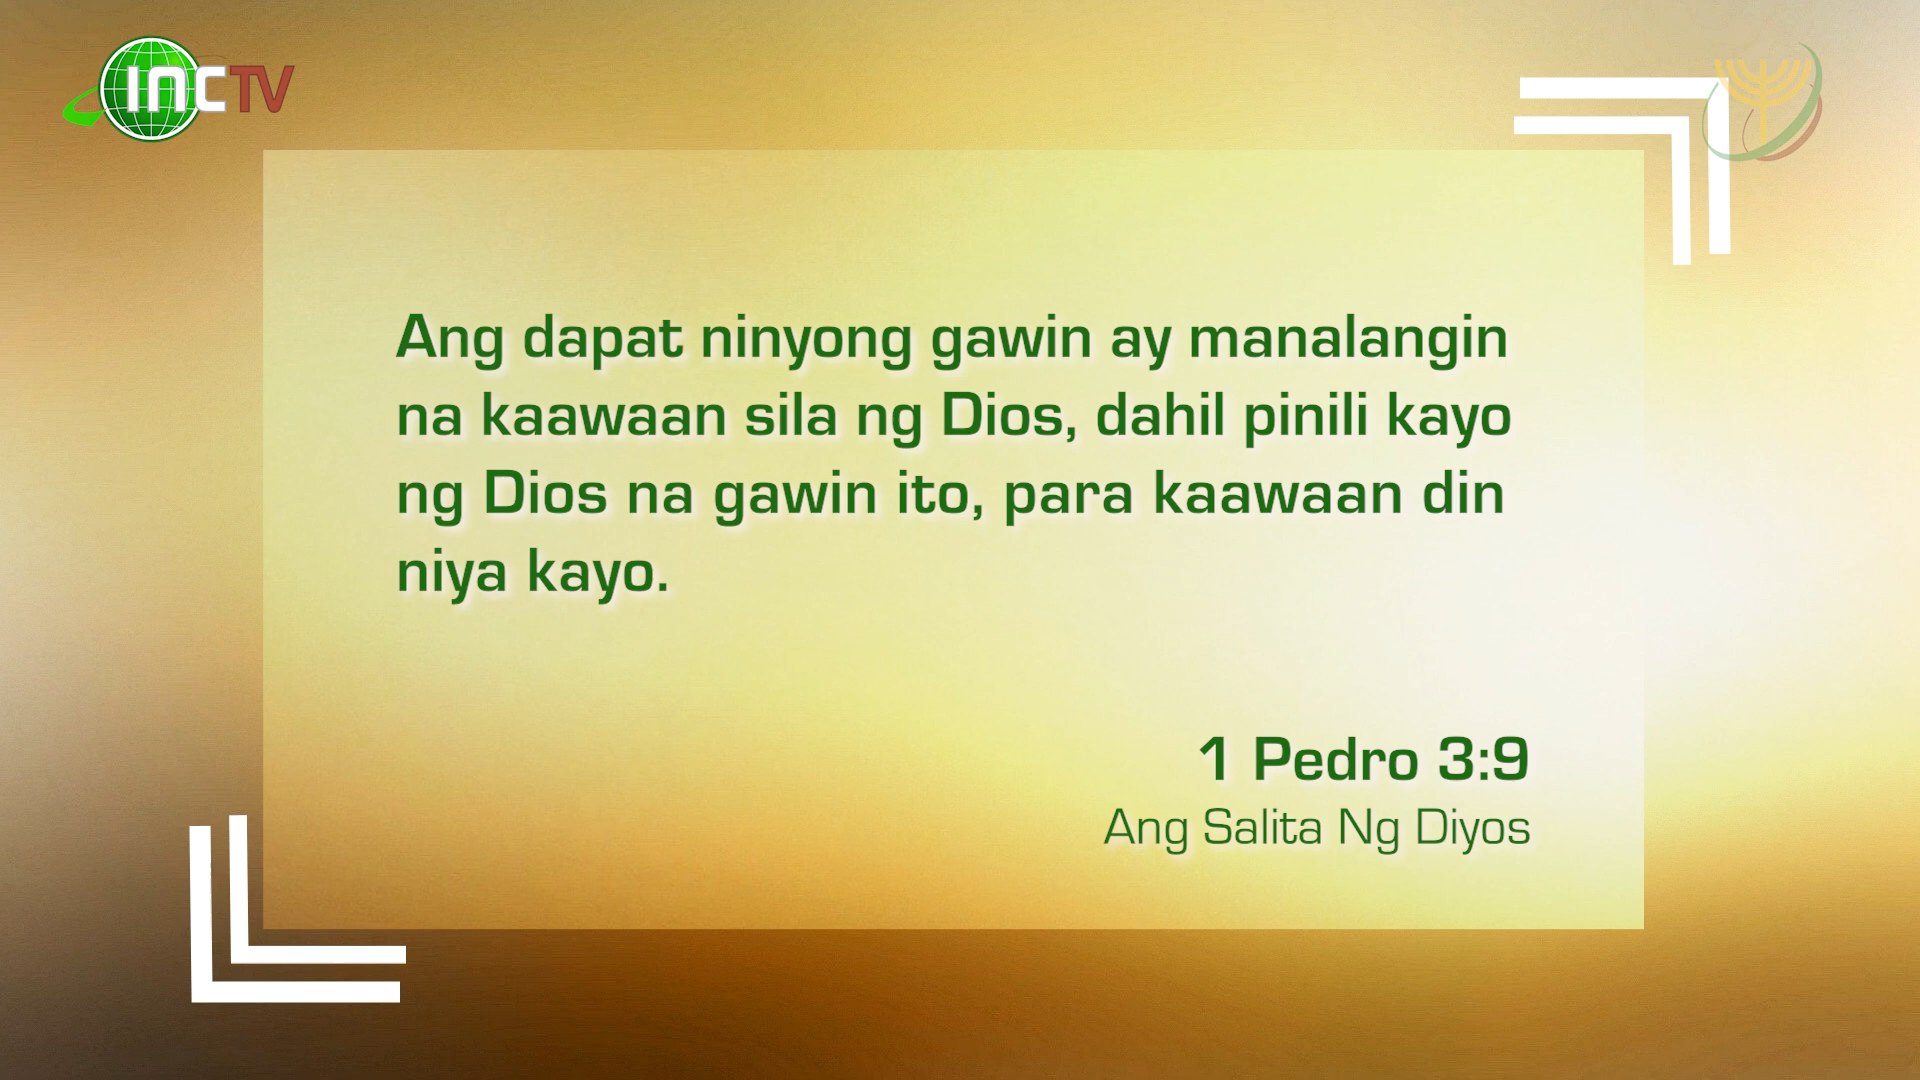 INCTV
Ang dapat ninyong gawin ay manalangin
na kaawaan sila ng Dios, dahil pinili kayo
ng Dios na gawin ito, para kaawaan din
niya kayo.
1 Pedro 3:9
Ang Salita Ng Diyos